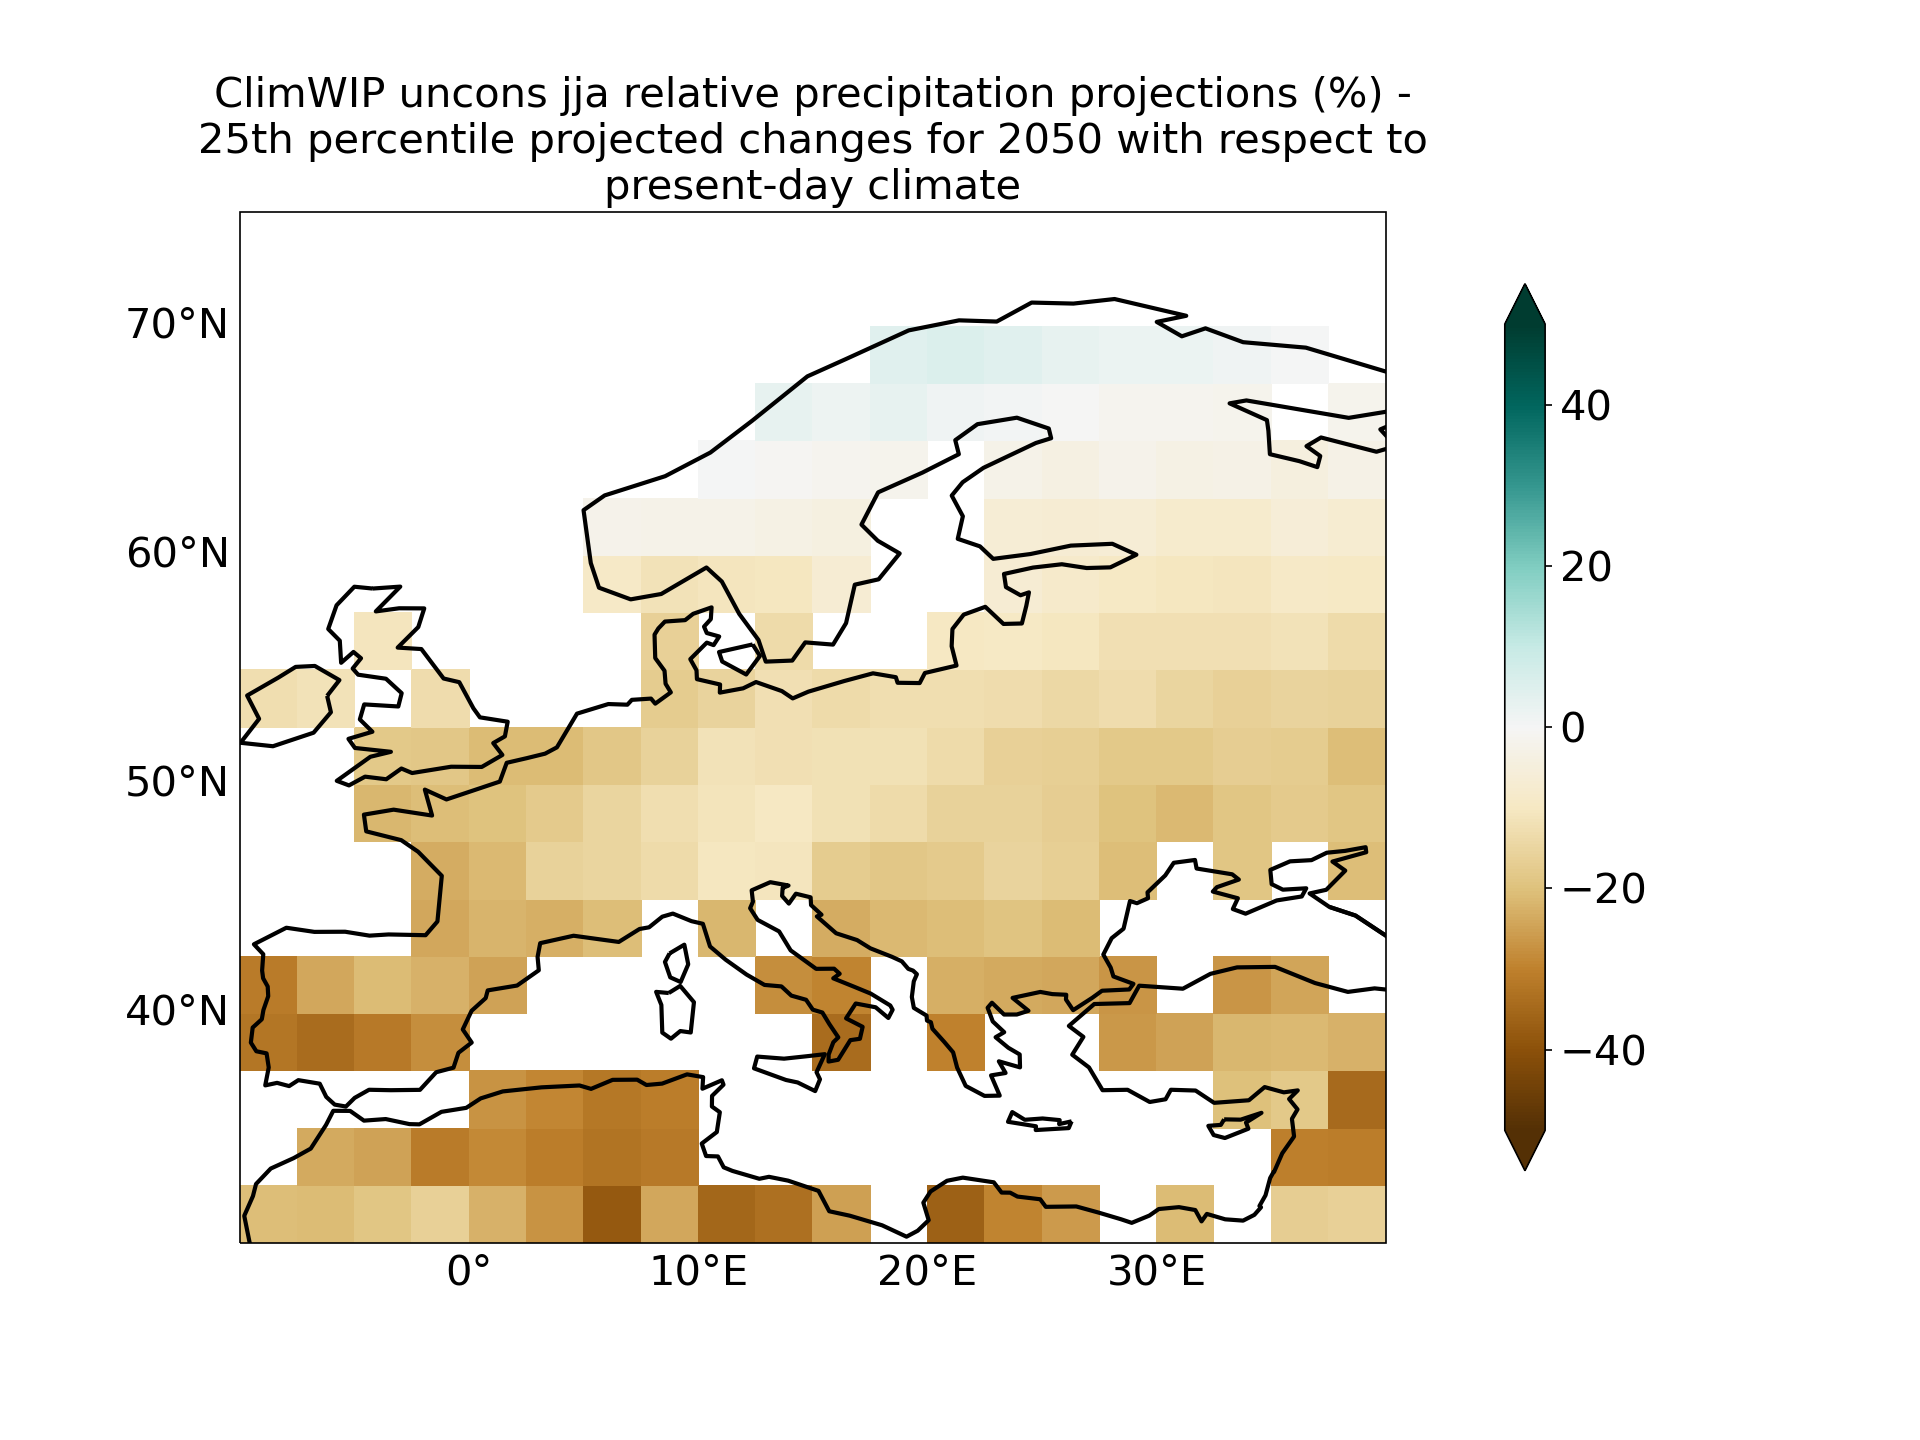 ClimWIP uncons jja relative precipitation projections (%) -
25th percentile projected changes for 2050 with respect to
present-day climate
70°N
60°N
50°N
40°N
0°
10°E
20°E
30°E
40
20
0
−20
−40